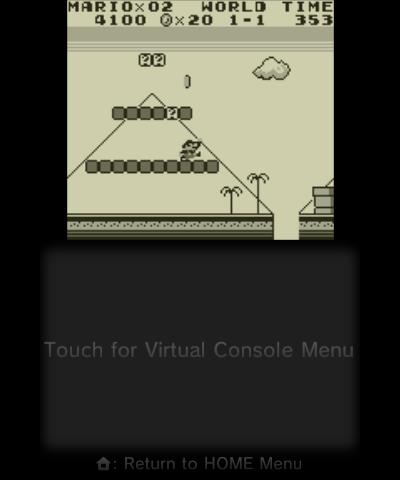 MARIO×02 WORLD TIME
4100 ×20 1-1 353
??
?
Touch for Virtual Console Menu
: Return to HOME Menu